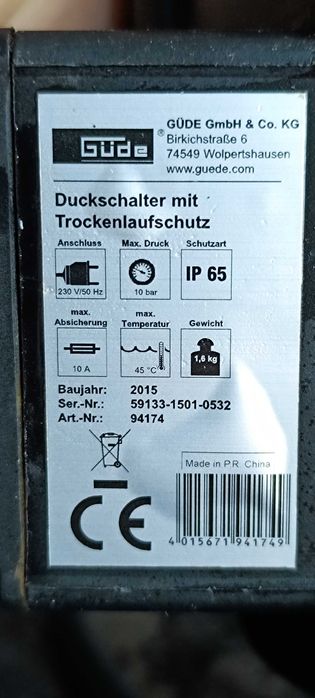 GÜDE GmbH & Co. KG
Birkichstraße 6
74549 Wolpertshausen
www.guede.com
GÜDe ®
Duckschalter mit
Trockenlaufschutz
Anschluss Max. Druck Schutzart
230 V/50 Hz 10 bar IP 65
max. Absicherung max. Temperatur Gewicht
10 A 45 °C 1,6 kg
Baujahr: 2015
Ser.-Nr.: 59133-1501-0532
Art.-Nr.: 94174
Made in P.R. China
CE
4 015671 941749